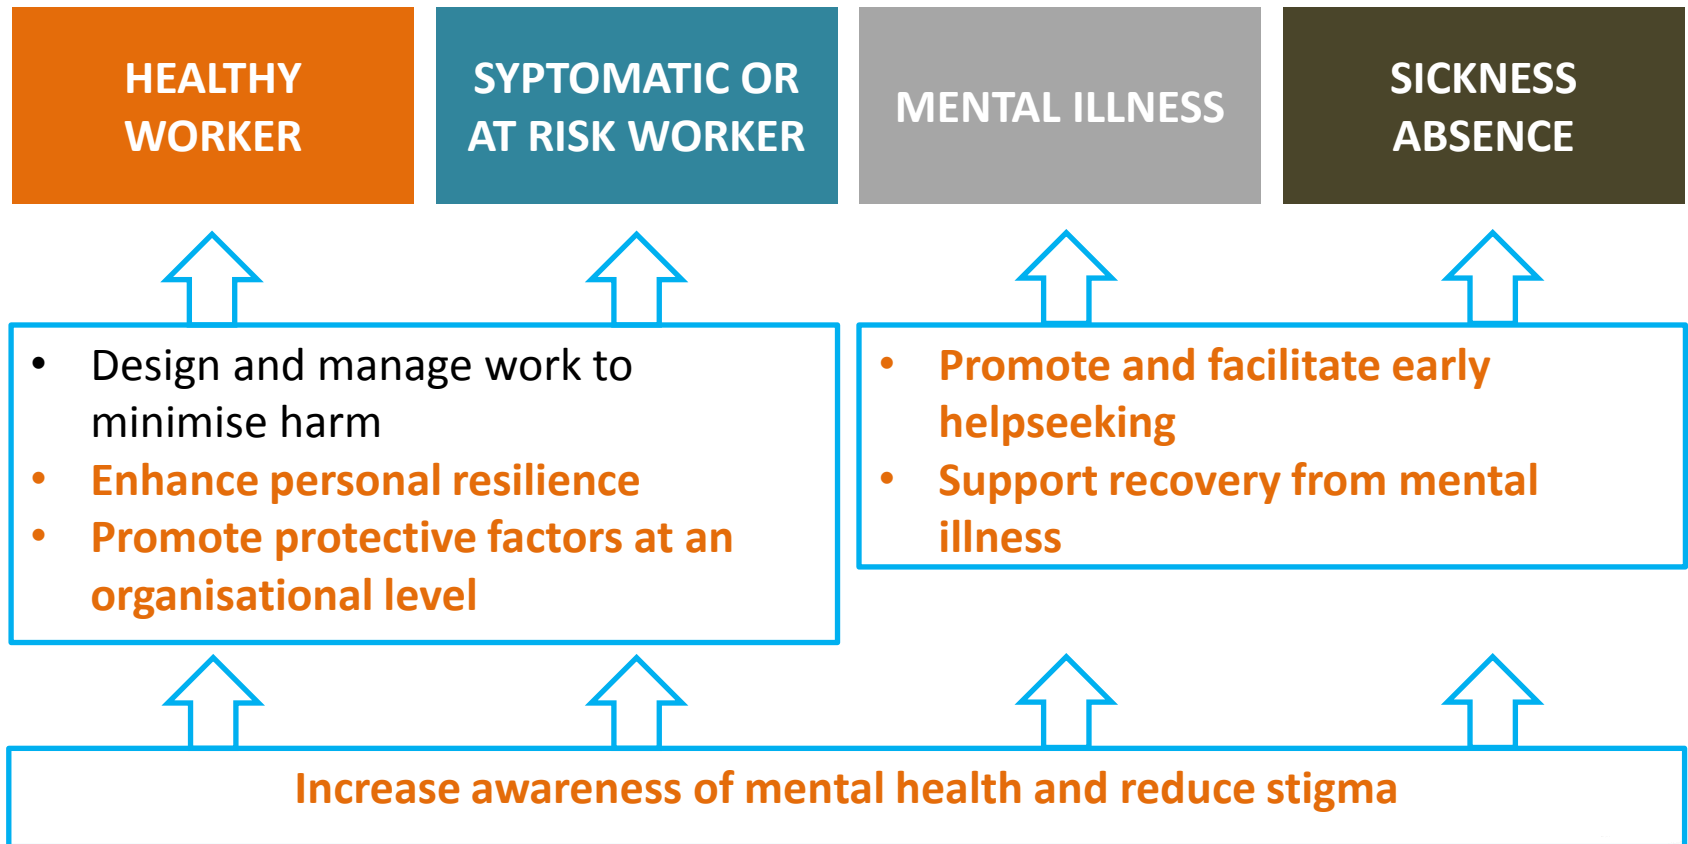 HEALTHY
WORKER
SYPTOMATIC OR
AT RISK WORKER
MENTAL ILLNESS
SICKNESS
ABSENCE
• Design and manage work to
minimise harm
• Enhance personal resilience
• Promote protective factors at an
organisational level
• Promote and facilitate early
helpseeking
• Support recovery from mental
illness
Increase awareness of mental health and reduce stigma